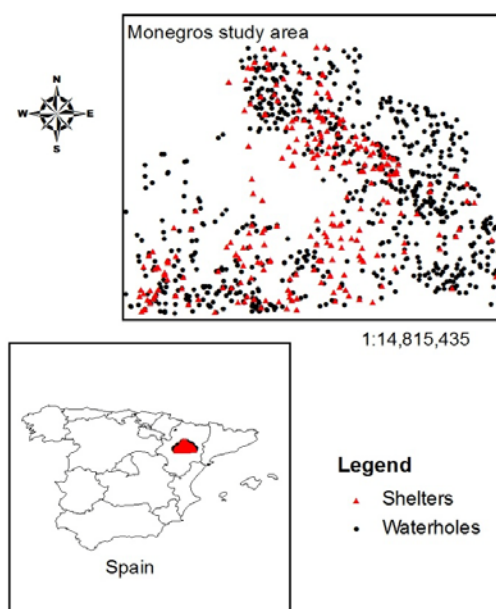 Monegros study area
N
W E
S
1:14,815,435
Spain
Legend
Shelters
Waterholes